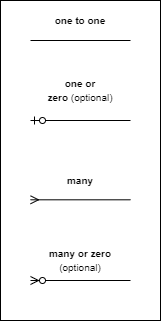 one to one
one or
zero (optional)
many
many or zero
(optional)